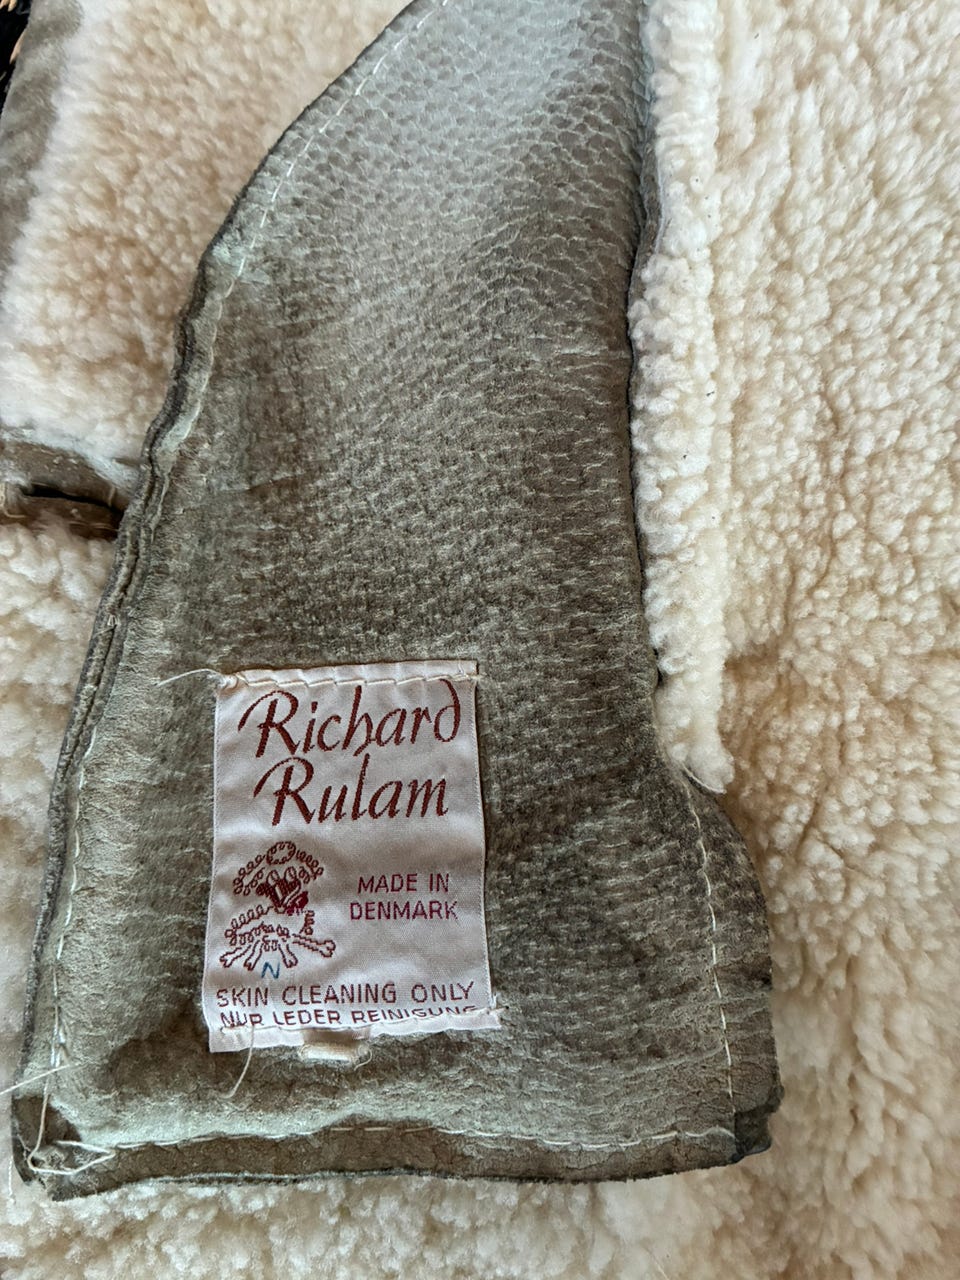 Richard
Rulam
MADE IN
DENMARK
N
SKIN CLEANING ONLY
NUR LEDER REINIGUNG